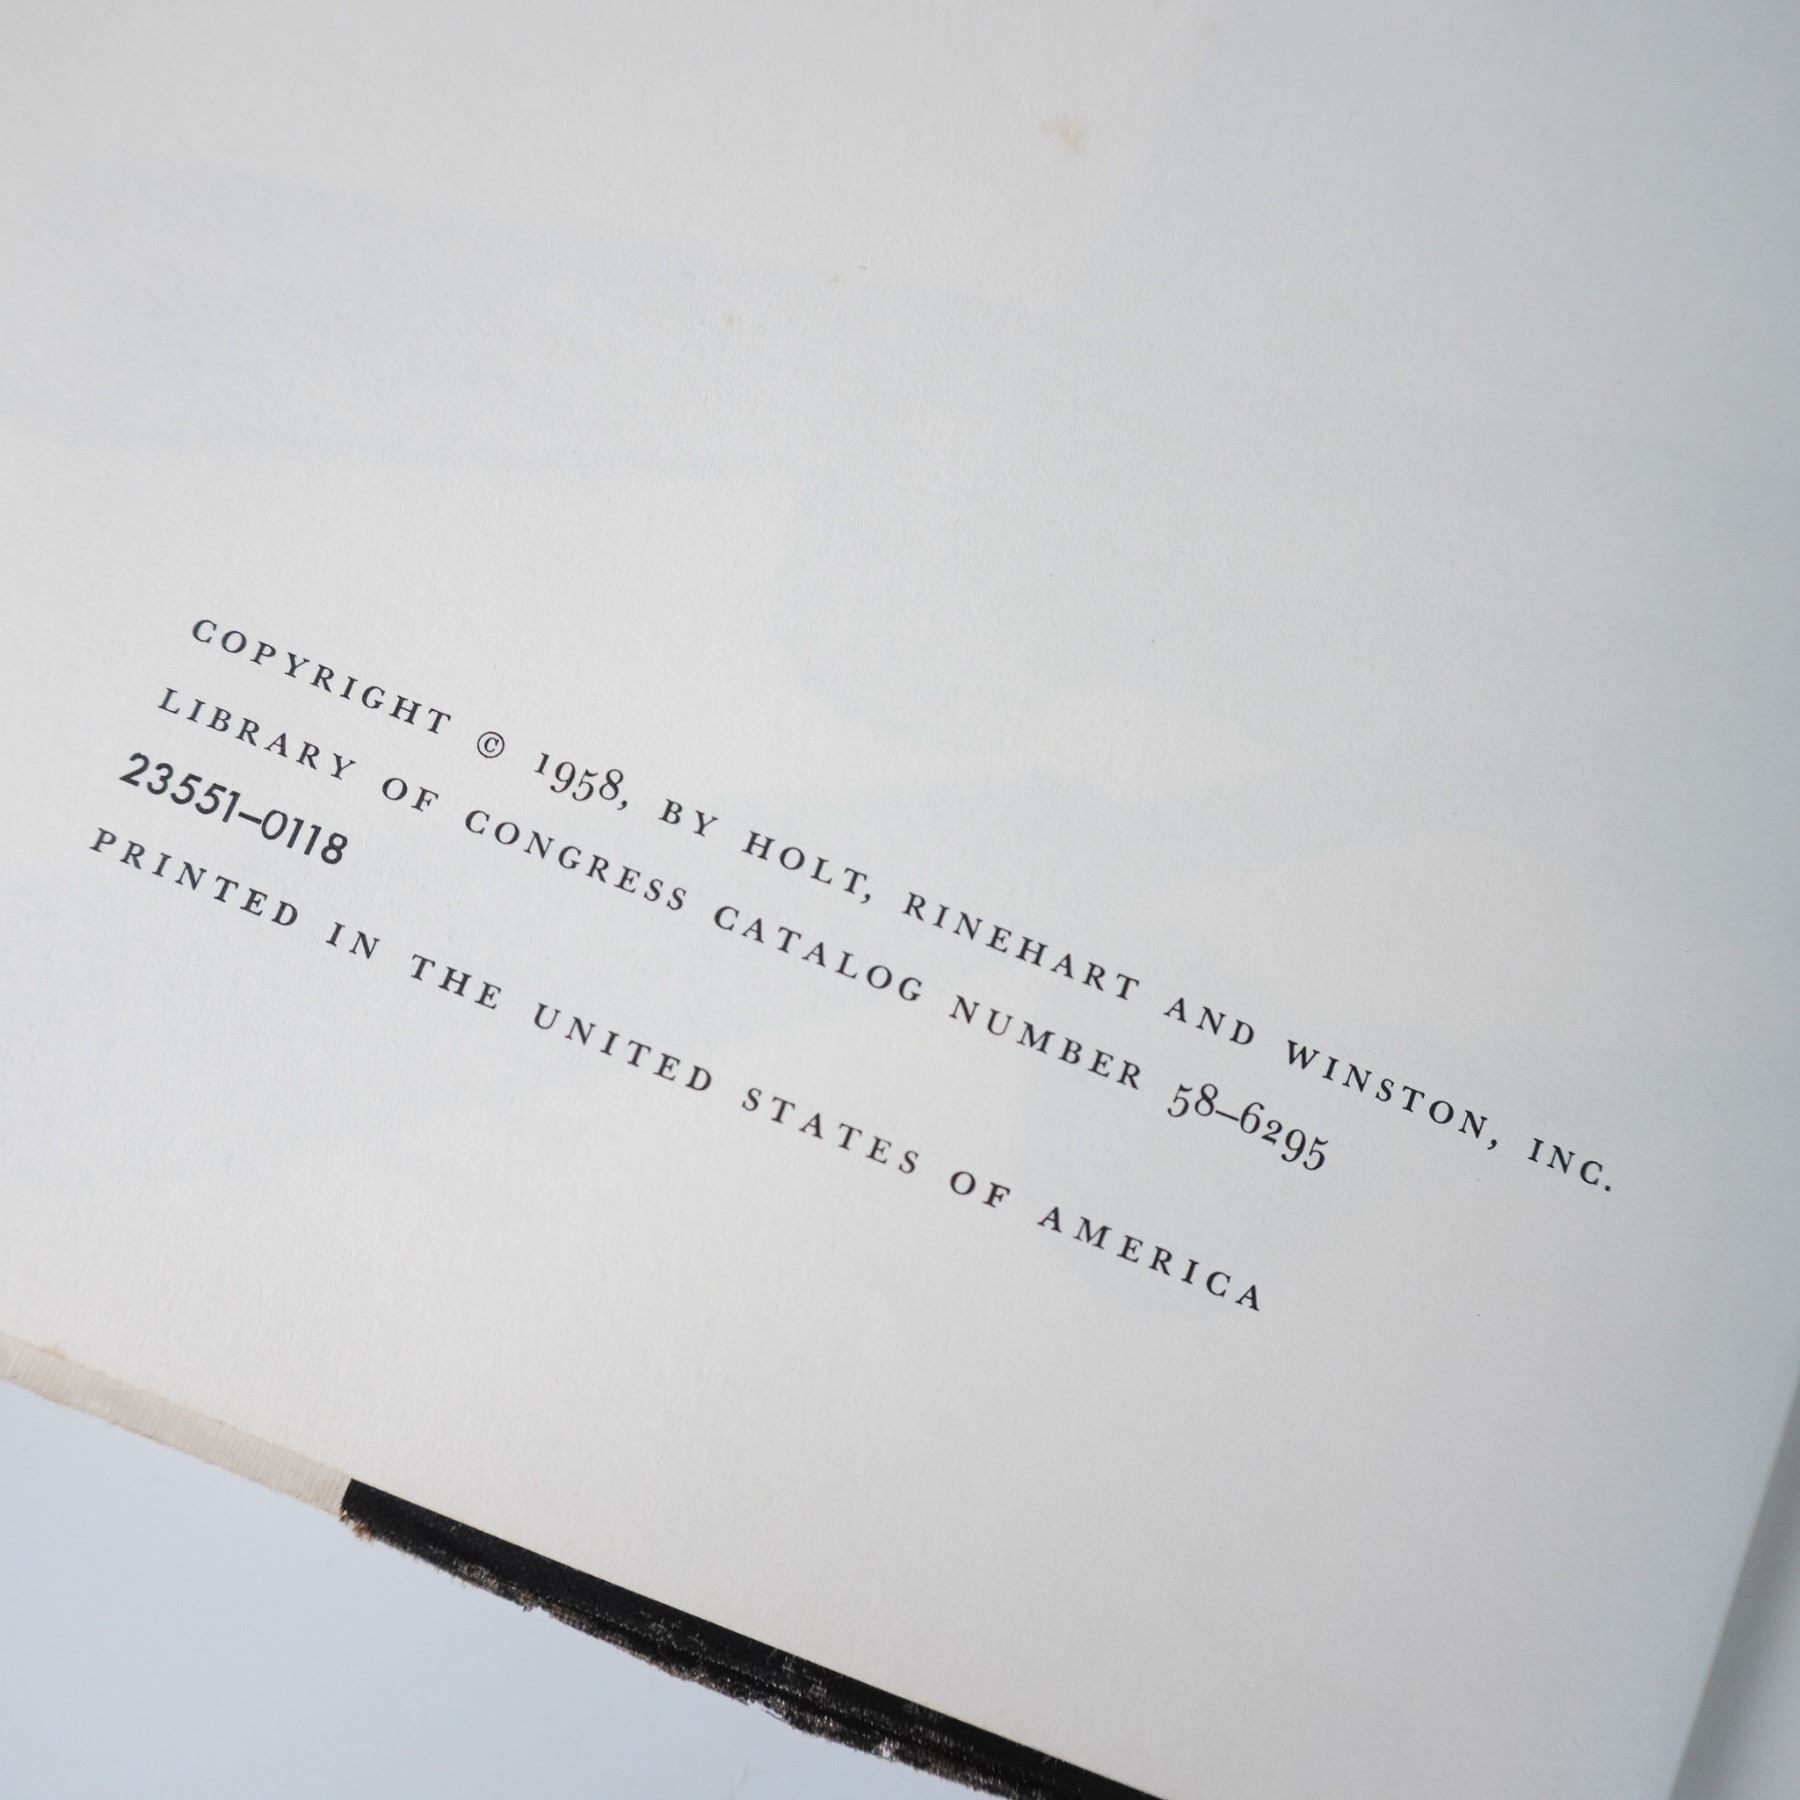 COPYRIGHT © 1958, BY HOLT, RINEHART AND WINSTON, INC.
LIBRARY OF CONGRESS CATALOG NUMBER 58–6295
23551–0118
PRINTED IN THE UNITED STATES OF AMERICA